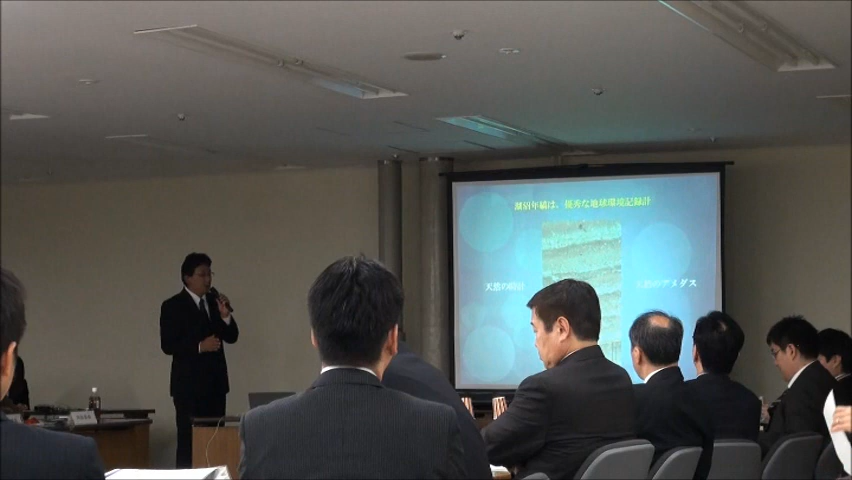 湖沼年縞は、優秀な地球環境記録計
天然の時計
天然のアメダス